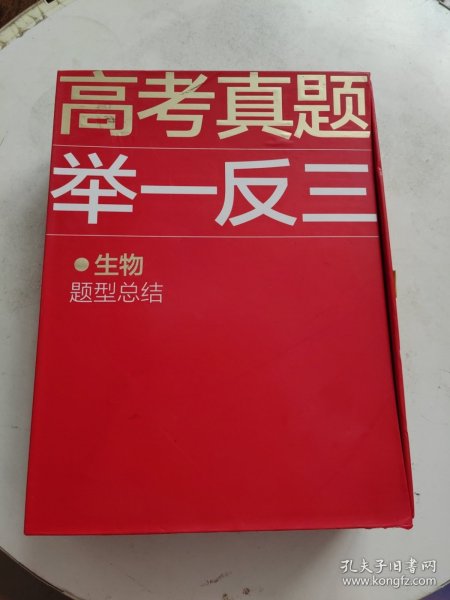 高考真题
举一反三
生物
题型总结
孔夫子旧书网
www.kongfz.com